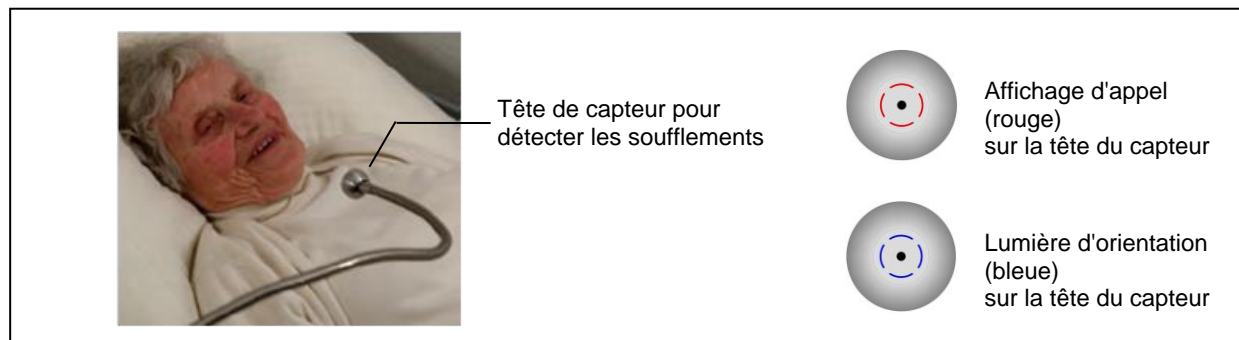 Tête de capteur pour
détecter les soufflements
Affichage d'appel
(rouge)
sur la tête du capteur
Lumière d'orientation
(bleue)
sur la tête du capteur